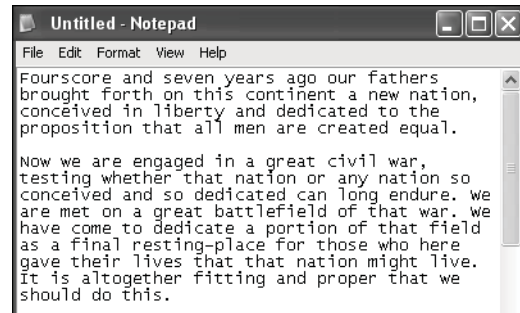 Untitled - Notepad
File Edit Format View Help
Fourscore and seven years ago our fathers
brought forth on this continent a new nation,
conceived in liberty and dedicated to the
proposition that all men are created equal.
Now we are engaged in a great civil war,
testing whether that nation or any nation so
conceived and so dedicated can long endure. We
are met on a great battlefield of that war. We
have come to dedicate a portion of that field
as a final resting-place for those who here
gave their lives that that nation might live.
It is altogether fitting and proper that we
should do this.